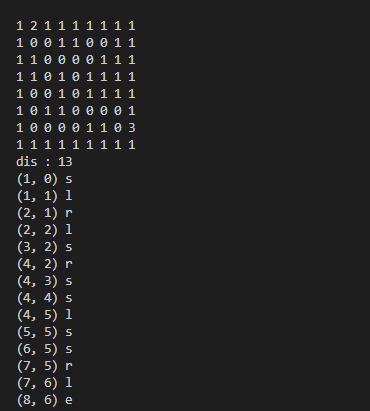 1 2 1 1 1 1 1 1 1
1 0 0 1 1 0 0 1 1
1 1 0 0 0 0 1 1 1
1 1 0 1 0 1 1 1 1
1 0 0 1 0 1 1 1 1
1 0 1 1 0 0 0 0 1
1 0 0 0 0 1 1 0 3
1 1 1 1 1 1 1 1 1
dis : 13
(1, 0) s
(1, 1) l
(2, 1) r
(2, 2) l
(3, 2) s
(4, 2) r
(4, 3) s
(4, 4) s
(4, 5) l
(5, 5) s
(6, 5) s
(7, 5) r
(7, 6) l
(8, 6) e